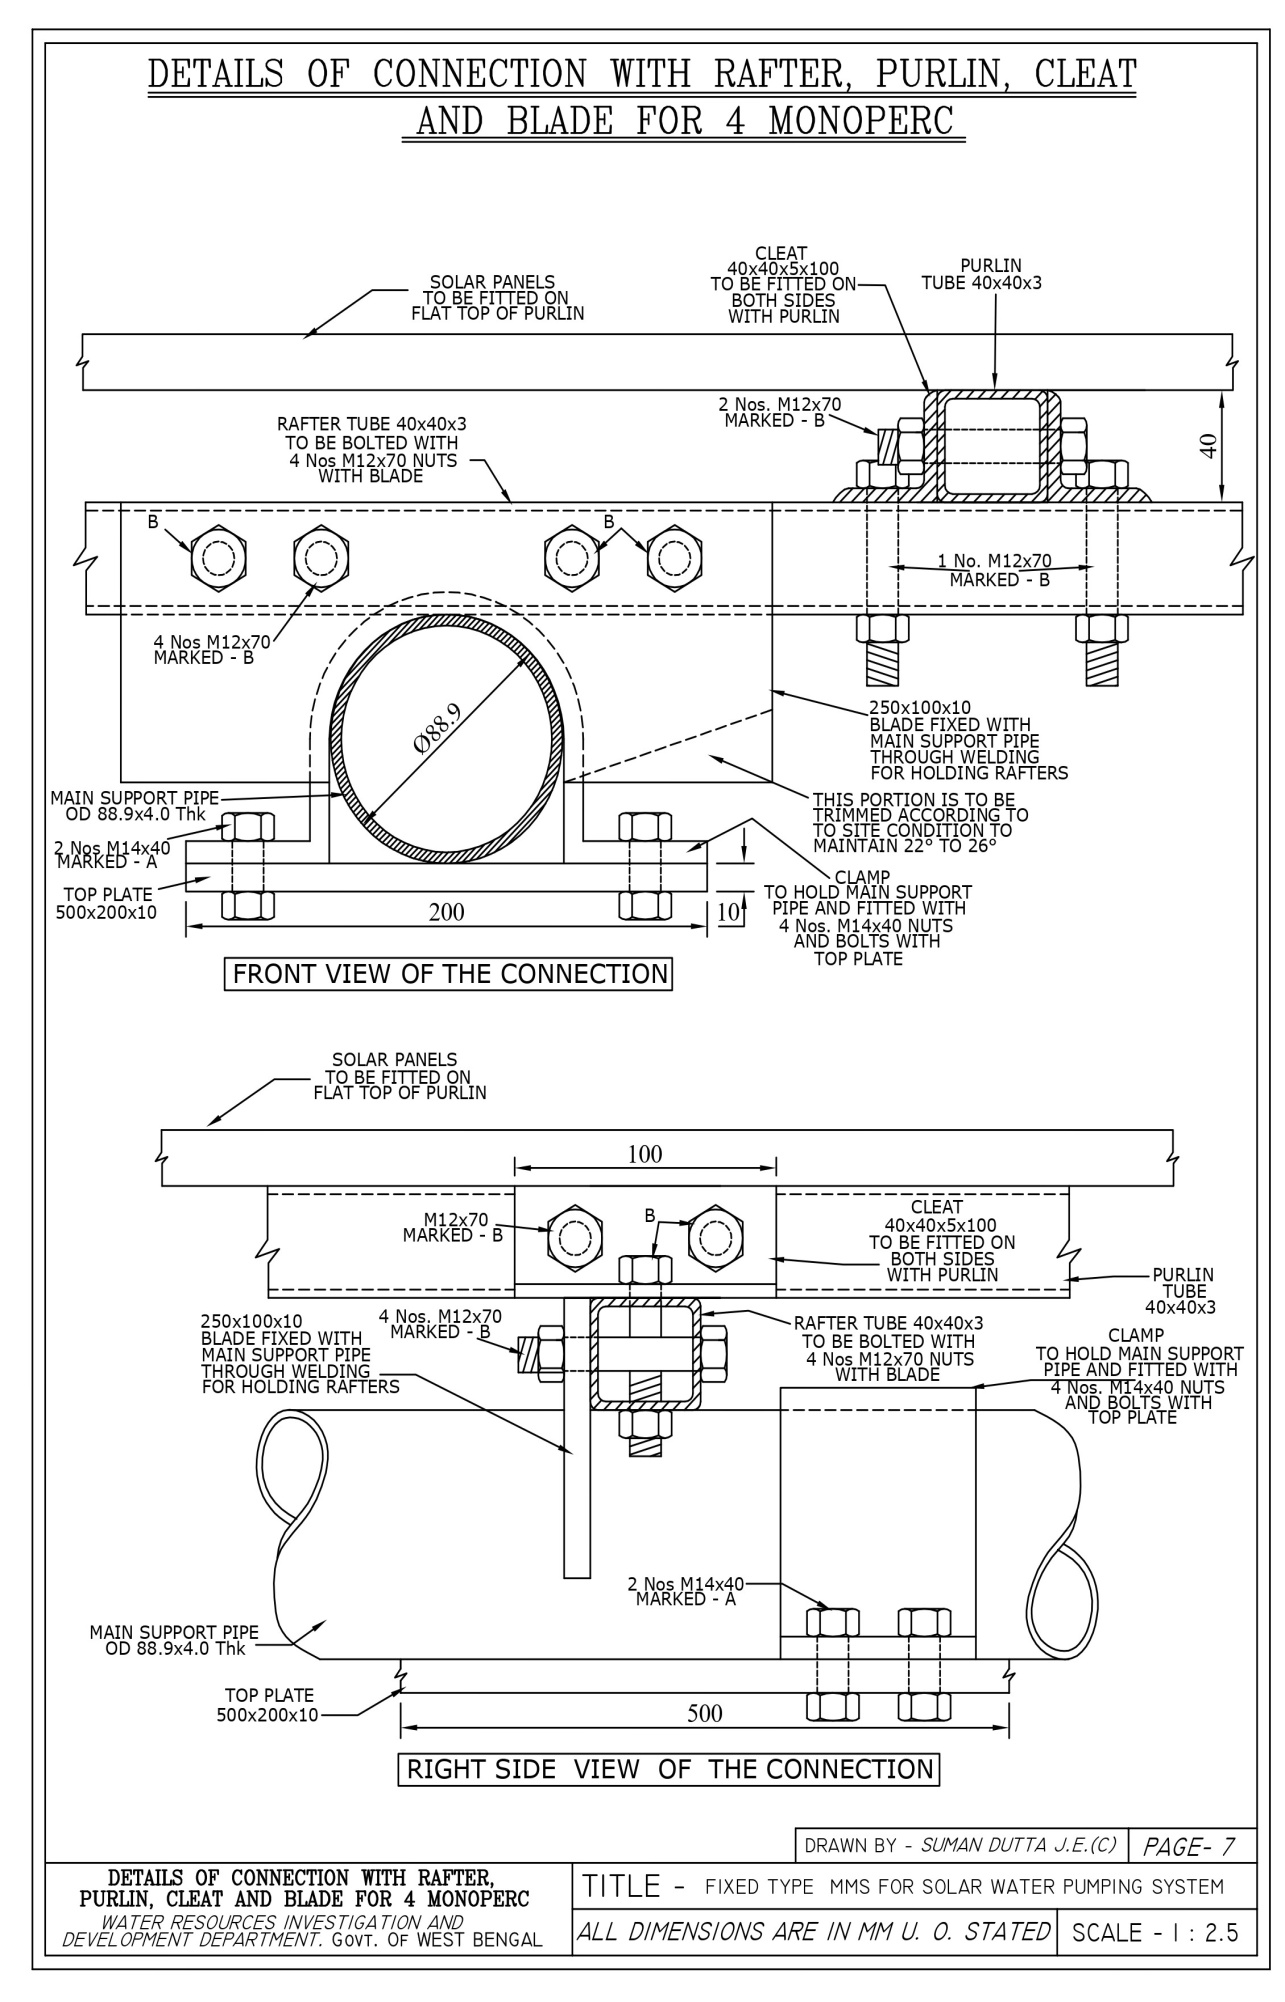 DETAILS OF CONNECTION WITH RAFTER, PURLIN, CLEAT
AND BLADE FOR 4 MONOPERC
SOLAR PANELS
TO BE FITTED ON
FLAT TOP OF PURLIN
CLEAT
40x40x5x100
TO BE FITTED ON
BOTH SIDES
WITH PURLIN
PURLIN
TUBE 40x40x3
2 Nos. M12x70
MARKED - B
RAFTER TUBE 40x40x3
TO BE BOLTED WITH
4 Nos M12x70 NUTS
WITH BLADE
40
B
B
1 No. M12x70
MARKED - B
4 Nos M12x70
MARKED - B
Ø88.9
250x100x10
BLADE FIXED WITH
MAIN SUPPORT PIPE
THROUGH WELDING
FOR HOLDING RAFTERS
MAIN SUPPORT PIPE
OD 88.9x4.0 Thk
THIS PORTION IS TO BE
TRIMMED ACCORDING TO
TO SITE CONDITION TO
MAINTAIN 22° TO 26°
2 Nos M14x40
MARKED - A
TOP PLATE
500x200x10
CLAMP
TO HOLD MAIN SUPPORT
PIPE AND FITTED WITH
4 Nos. M14x40 NUTS
AND BOLTS WITH
TOP PLATE
200
10
FRONT VIEW OF THE CONNECTION
SOLAR PANELS
TO BE FITTED ON
FLAT TOP OF PURLIN
100
M12x70
MARKED - B
B
CLEAT
40x40x5x100
TO BE FITTED ON
BOTH SIDES
WITH PURLIN
PURLIN
TUBE
40x40x3
250x100x10
BLADE FIXED WITH
MAIN SUPPORT PIPE
THROUGH WELDING
FOR HOLDING RAFTERS
4 Nos. M12x70
MARKED - B
RAFTER TUBE 40x40x3
TO BE BOLTED WITH
4 Nos M12x70 NUTS
WITH BLADE
CLAMP
TO HOLD MAIN SUPPORT
PIPE AND FITTED WITH
4 Nos. M14x40 NUTS
AND BOLTS WITH
TOP PLATE
2 Nos M14x40
MARKED - A
MAIN SUPPORT PIPE
OD 88.9x4.0 Thk
TOP PLATE
500x200x10
500
RIGHT SIDE VIEW OF THE CONNECTION
DRAWN BY - SUMAN DUTTA J.E.(C)
PAGE- 7
DETAILS OF CONNECTION WITH RAFTER,
PURLIN, CLEAT AND BLADE FOR 4 MONOPERC
WATER RESOURCES INVESTIGATION AND
DEVELOPMENT DEPARTMENT. GOVT. OF WEST BENGAL
TITLE - FIXED TYPE MMS FOR SOLAR WATER PUMPING SYSTEM
ALL DIMENSIONS ARE IN MM U. O. STATED
SCALE - 1 : 2.5